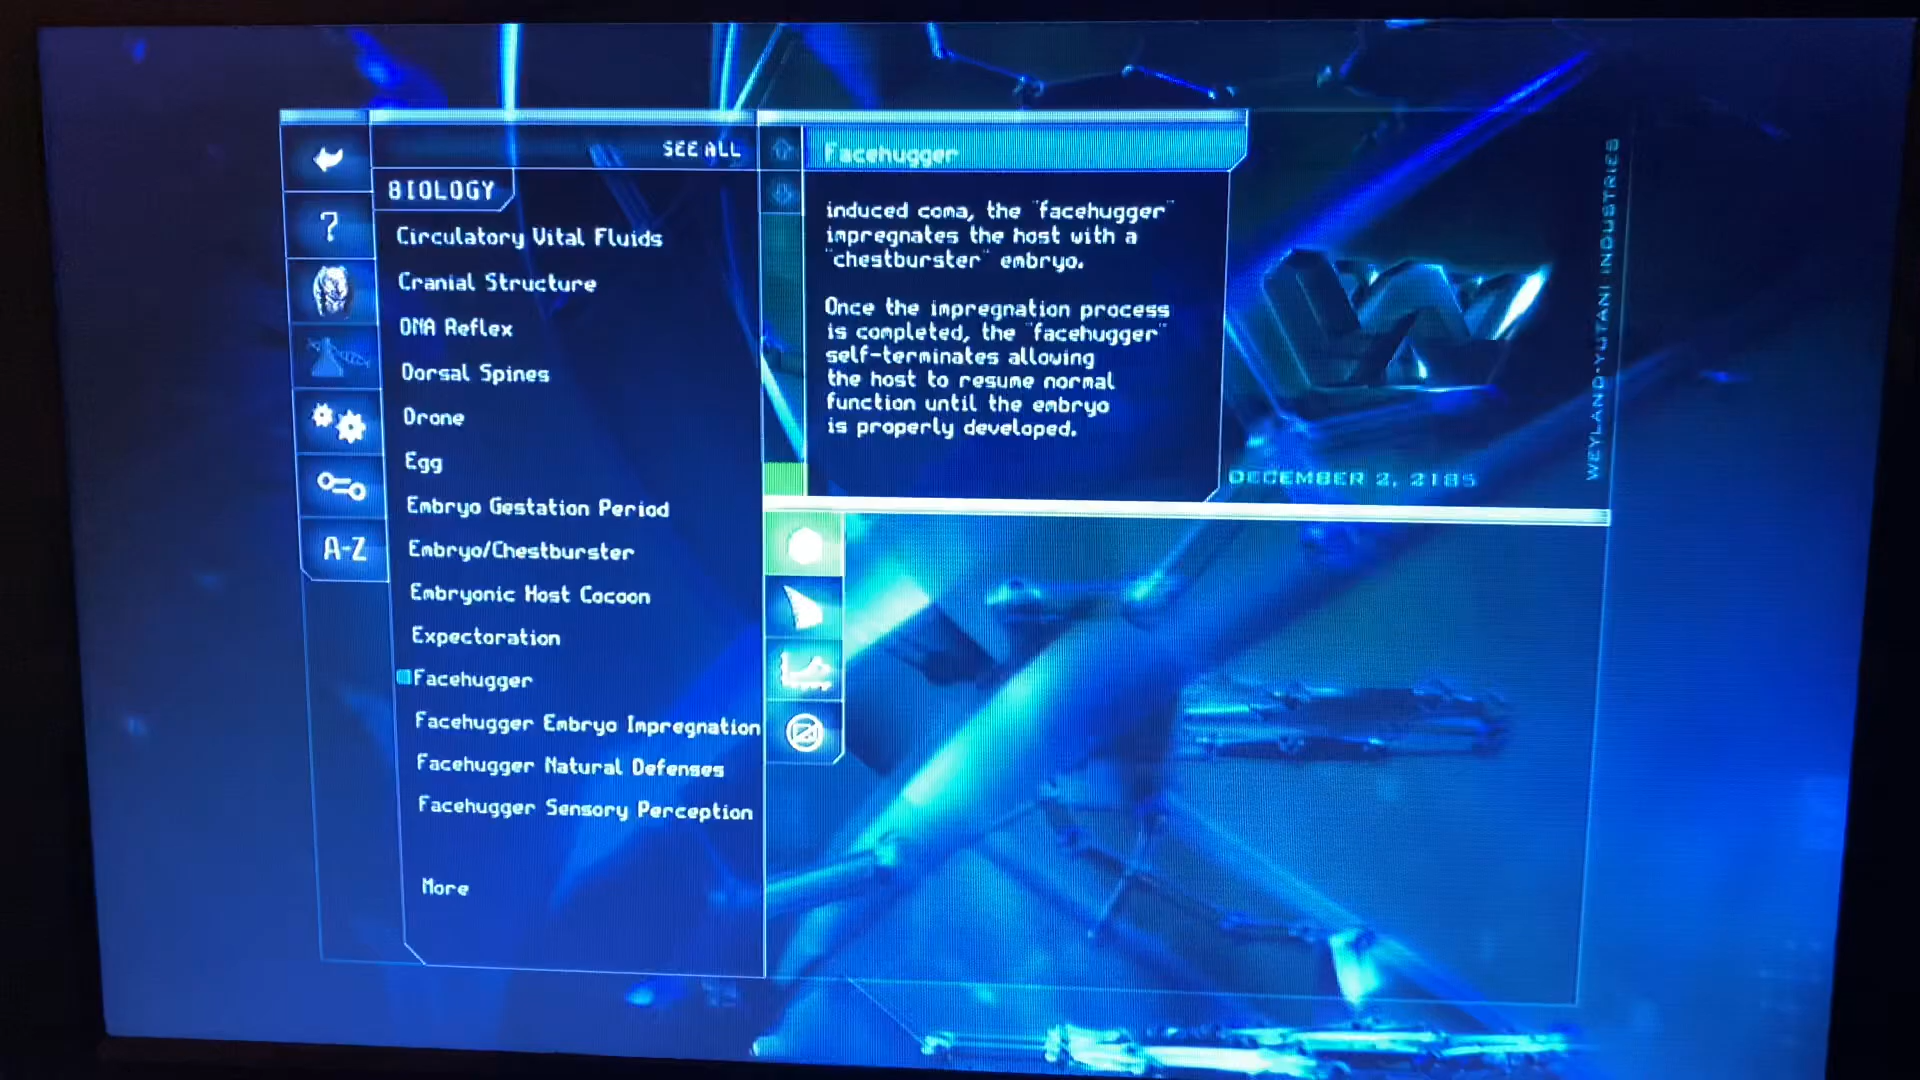 SEE ALL
BIOLOGY
Circulatory Vital Fluids
Cranial Structure
DNA Reflex
Dorsal Spines
Drone
Egg
Embryo Gestation Period
Embryo/Chestburster
Embryonic Host Cocoon
Expectoration
Facehugger
Facehugger Embryo Impregnation
Facehugger Natural Defenses
Facehugger Sensory Perception
More
?
A-Z
Facehugger
induced coma, the "facehugger"
impregnates the host with a
"chestburster" embryo.
Once the impregnation process
is completed, the "facehugger"
self-terminates allowing
the host to resume normal
function until the embryo
is properly developed.
DECEMBER 2, 2185
WEYLAND-YUTANI INDUSTRIES